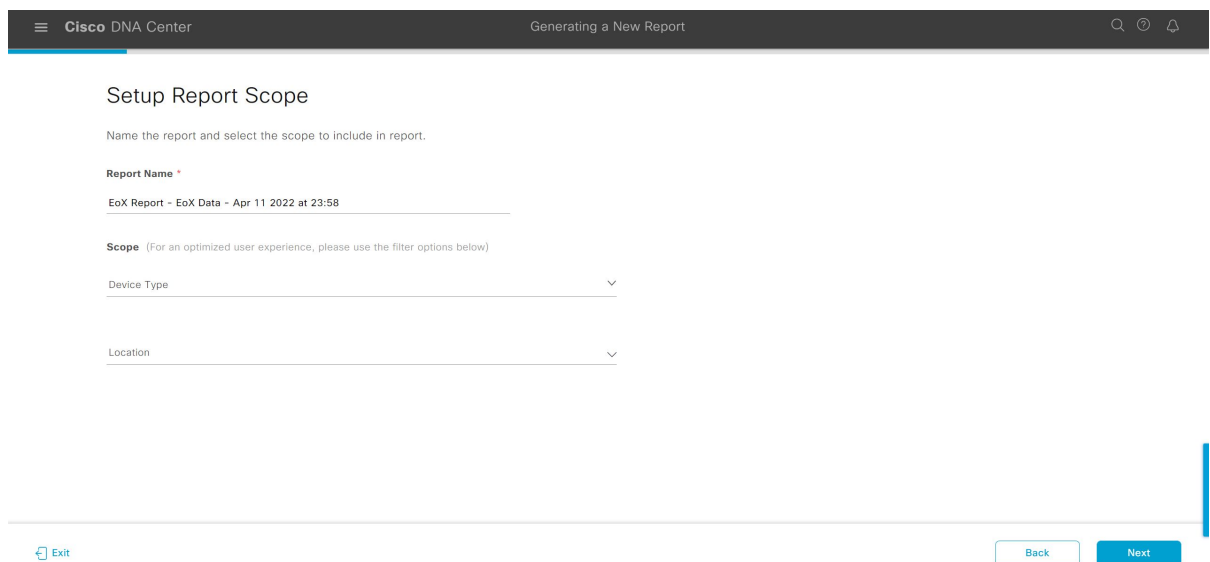 Cisco DNA Center
Generating a New Report
Setup Report Scope
Name the report and select the scope to include in report.
Report Name *
EoX Report - EoX Data - Apr 11 2022 at 23:58
Scope (For an optimized user experience, please use the filter options below)
Device Type
Location
Exit
Back
Next